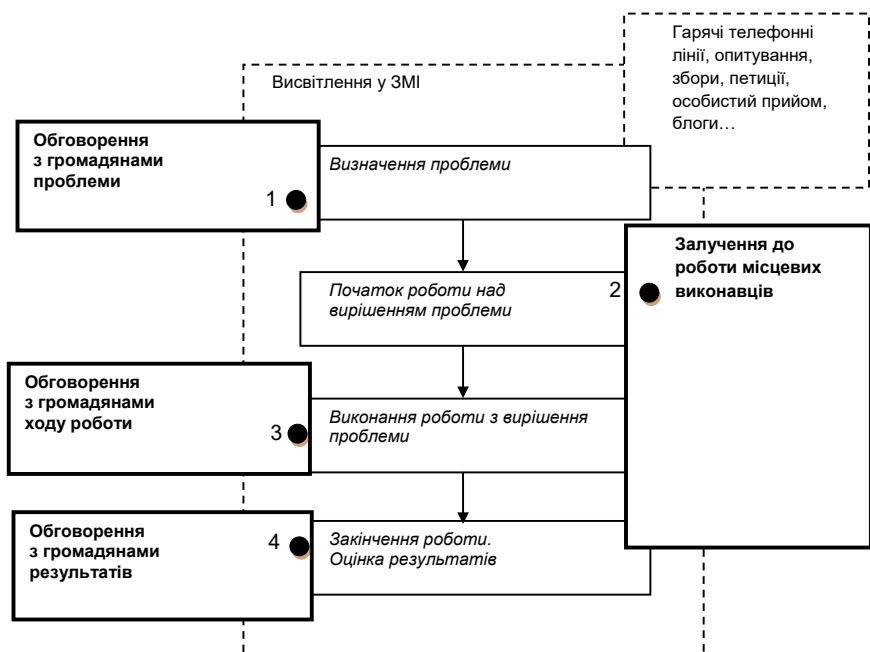 Гарячі телефонні
лінії, опитування,
збори, петиції,
особистий прийом,
блоги…
Висвітлення у ЗМІ
Обговорення
з громадянами
проблеми
1
Визначення проблеми
Залучення до
роботи місцевих
виконавців
2
Початок роботи над
вирішенням проблеми
Обговорення
з громадянами
ходу роботи
3
Виконання роботи з вирішення
проблеми
Обговорення
з громадянами
результатів
4
Закінчення роботи.
Оцінка результатів